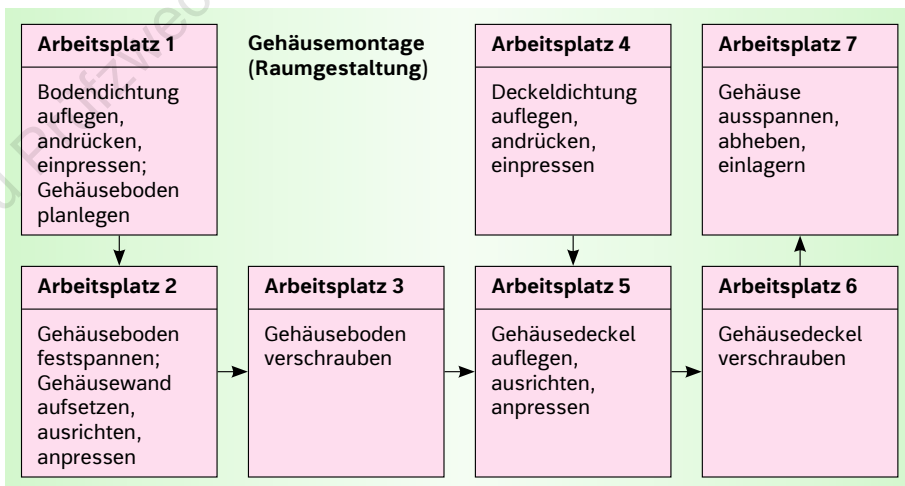 Arbeitsplatz 1
Bodendichtung
auflegen,
andrücken,
einpressen;
Gehäuseboden
planlegen
Gehäusemontage
(Raumgestaltung)
Arbeitsplatz 4
Deckeldichtung
auflegen,
andrücken,
einpressen
Arbeitsplatz 7
Gehäuse
ausspannen,
abheben,
einlagern
Arbeitsplatz 2
Gehäuseboden
festspannen;
Gehäusewand
aufsetzen,
ausrichten,
anpressen
Arbeitsplatz 3
Gehäuseboden
verschrauben
Arbeitsplatz 5
Gehäusedeckel
auflegen,
ausrichten,
anpressen
Arbeitsplatz 6
Gehäusedeckel
verschrauben